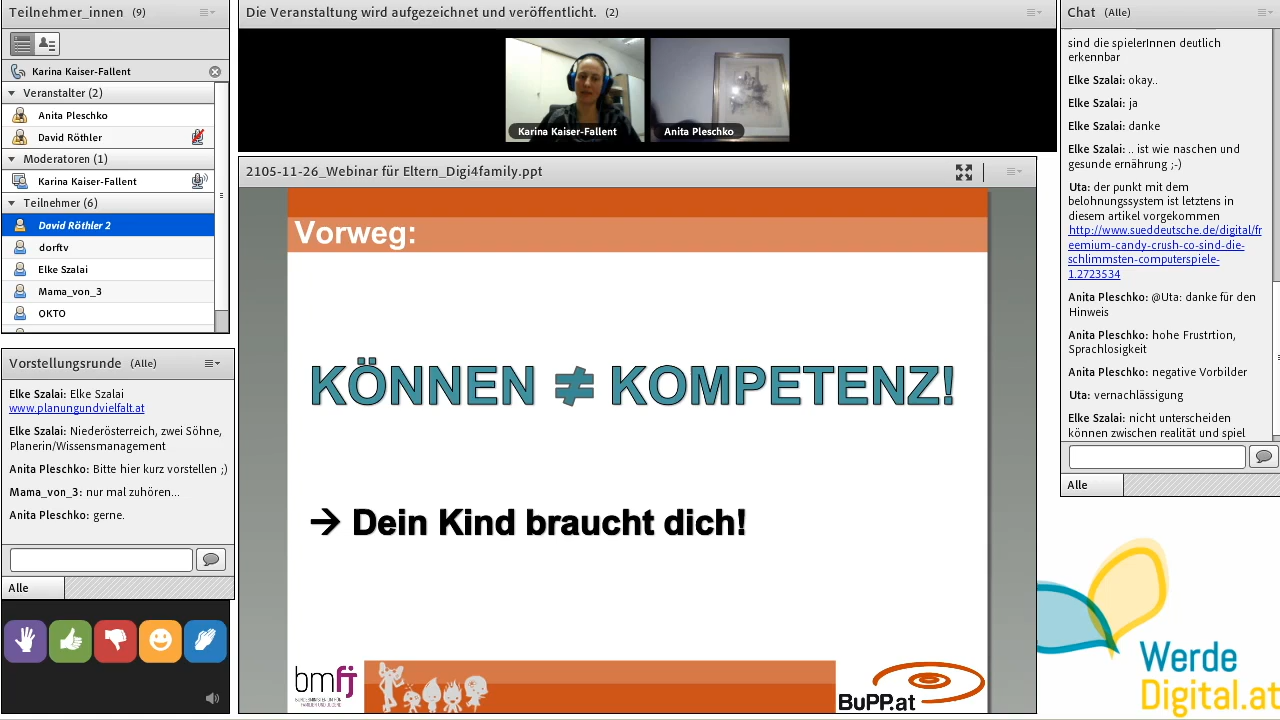 Teilnehmer_innen (9)
Karina Kaiser-Fallent
Veranstalter (2)
Anita Pleschko
David Röthler
Moderatoren (1)
Karina Kaiser-Fallent
Teilnehmer (6)
David Röthler 2
dorftv
Elke Szalai
Mama_von_3
OKTO
Vorstellungsrunde (Alle)
Elke Szalai: Elke Szalai
www.planungundvielfalt.at
Elke Szalai: Niederösterreich, zwei Söhne,
Planerin/Wissensmanagement
Anita Pleschko: Bitte hier kurz vorstellen ;)
Mama_von_3: nur mal zuhören...
Anita Pleschko: gerne.
Alle
Die Veranstaltung wird aufgezeichnet und veröffentlicht. (2)
Karina Kaiser-Fallent
Anita Pleschko
2105-11-26_Webinar für Eltern_Digi4family.ppt
Vorweg:
KÖNNEN ≠ KOMPETENZ!
→ Dein Kind braucht dich!
bmfj
BuPP.at
Chat (Alle)
sind die spielerInnen deutlich
erkennbar
Elke Szalai: okay..
Elke Szalai: ja
Elke Szalai: danke
Elke Szalai: .. ist wie naschen und
gesunde ernährung ;-)
Uta: der punkt mit dem
belohnungssystem ist letztens in
diesem artikel vorgekommen
http://www.sueddeutsche.de/digital/fr
eemium-candy-crush-co-sind-die-
schlimmsten-computerspiele-
1.2723534
Anita Pleschko: @Uta: danke für den
Hinweis
Anita Pleschko: hohe Frustrtion,
Sprachlosigkeit
Anita Pleschko: negative Vorbilder
Uta: vernachlässigung
Elke Szalai: nicht unterscheiden
können zwischen realität und spiel
Alle
Werde
Digital.at